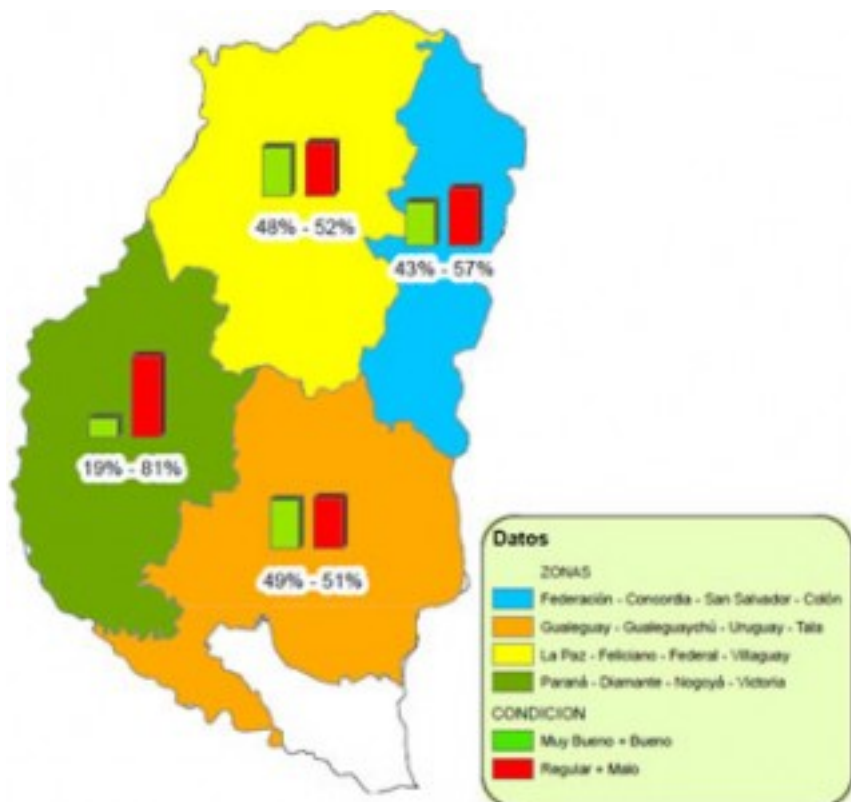 48% - 52%
43% - 57%
19% - 81%
49% - 51%
Datos
ZONAS
Federación - Concordia - San Salvador - Colón
Gualeguay - Gualeguaychú - Uruguay - Tala
La Paz - Feliciano - Federal - Villaguay
Paraná - Diamante - Nogoyá - Victoria
CONDICION
Muy Bueno + Bueno
Regular + Malo